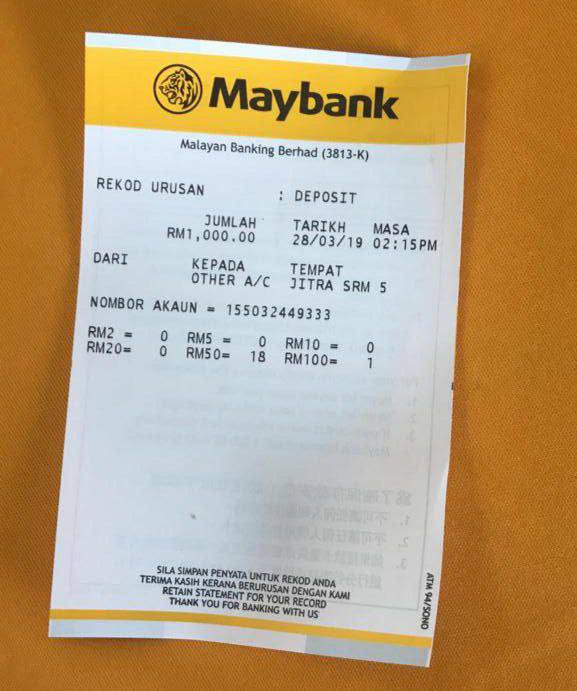 Maybank
Malayan Banking Berhad (3813-K)
REKOD URUSAN : DEPOSIT
JUMLAH TARIKH MASA
RM1,000.00 28/03/19 02:15PM
DARI KEPADA TEMPAT
OTHER A/C JITRA SRM 5
NOMBOR AKAUN = 155032449333
RM2 = 0 RM5 = 0 RM10 = 0
RM20= 0 RM50= 18 RM100= 1
SILA SIMPAN PENYATA UNTUK REKOD ANDA
TERIMA KASIH KERANA BERURUSAN DENGAN KAMI
RETAIN STATEMENT FOR YOUR RECORD
THANK YOU FOR BANKING WITH US
ATM 94/SONO